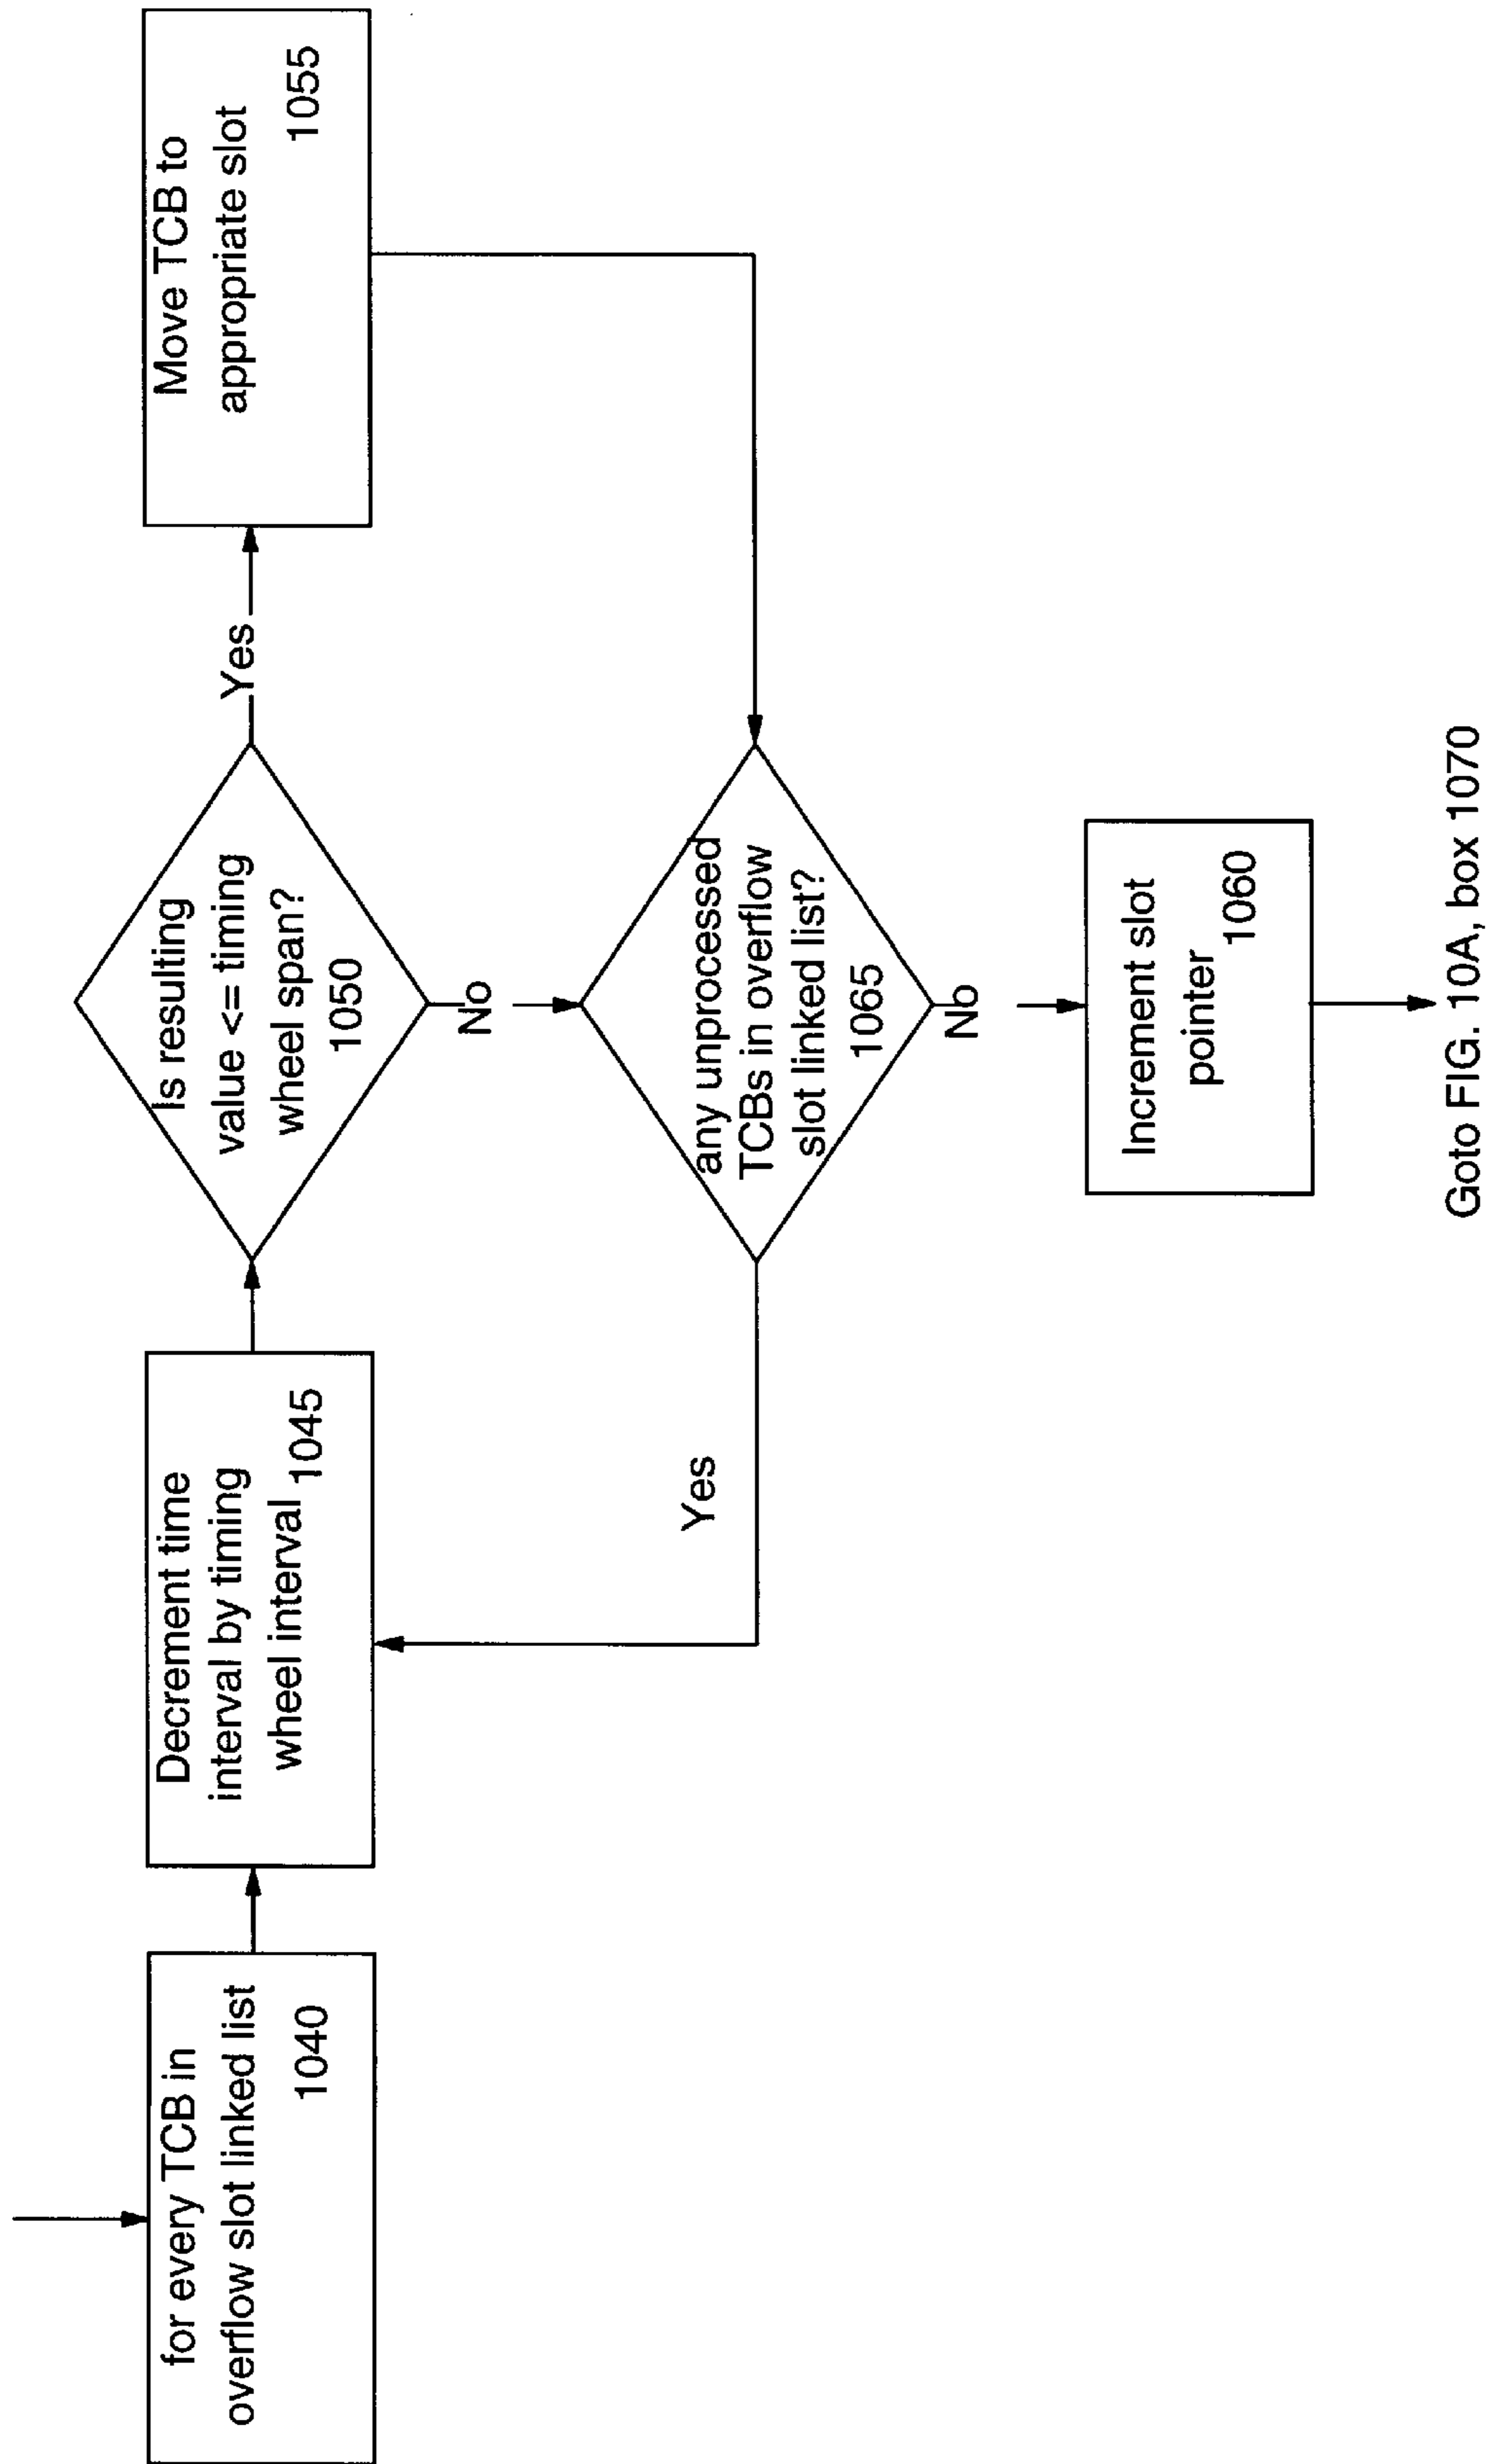 for every TCB in
overflow slot linked list
1040
Decrement time
interval by timing
wheel interval 1045
Is resulting
value <= timing
wheel span?
1050
Yes
Move TCB to
appropriate slot
1055
No
Yes
any unprocessed
TCBs in overflow
slot linked list?
1065
No
Increment slot
pointer 1060
Goto FIG. 10A, box 1070